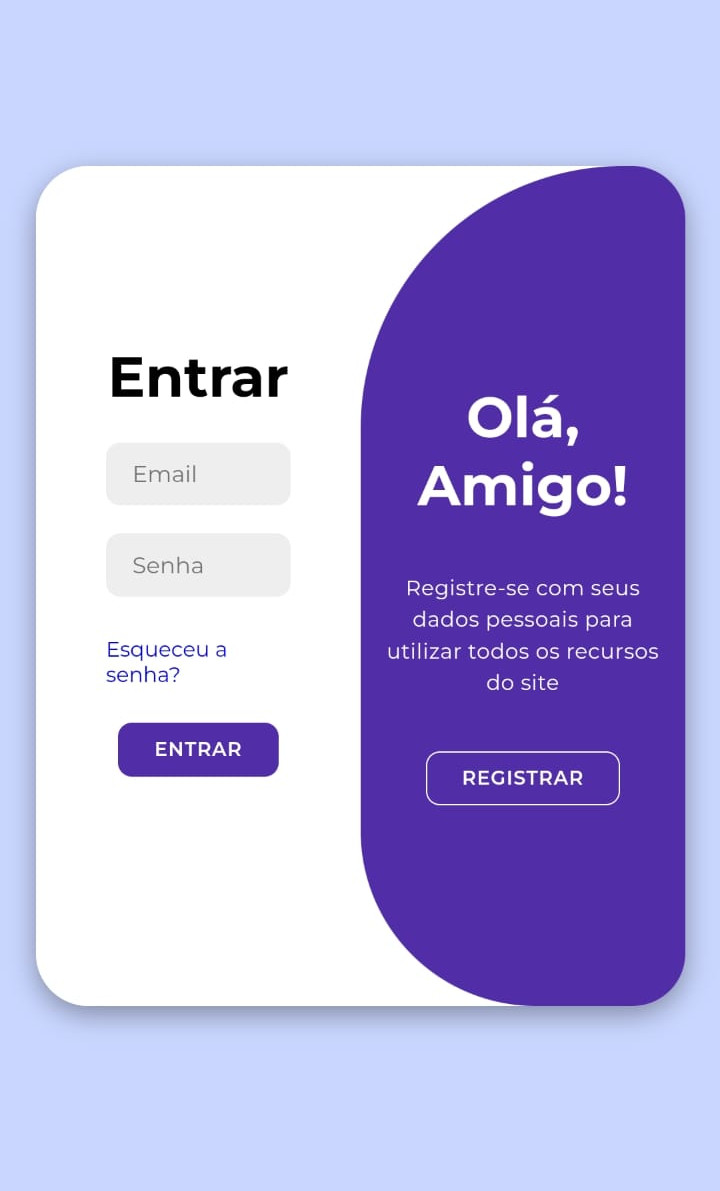 Entrar
Email
Senha
Esqueceu a
senha?
ENTRAR
Olá,
Amigo!
Registre-se com seus
dados pessoais para
utilizar todos os recursos
do site
REGISTRAR